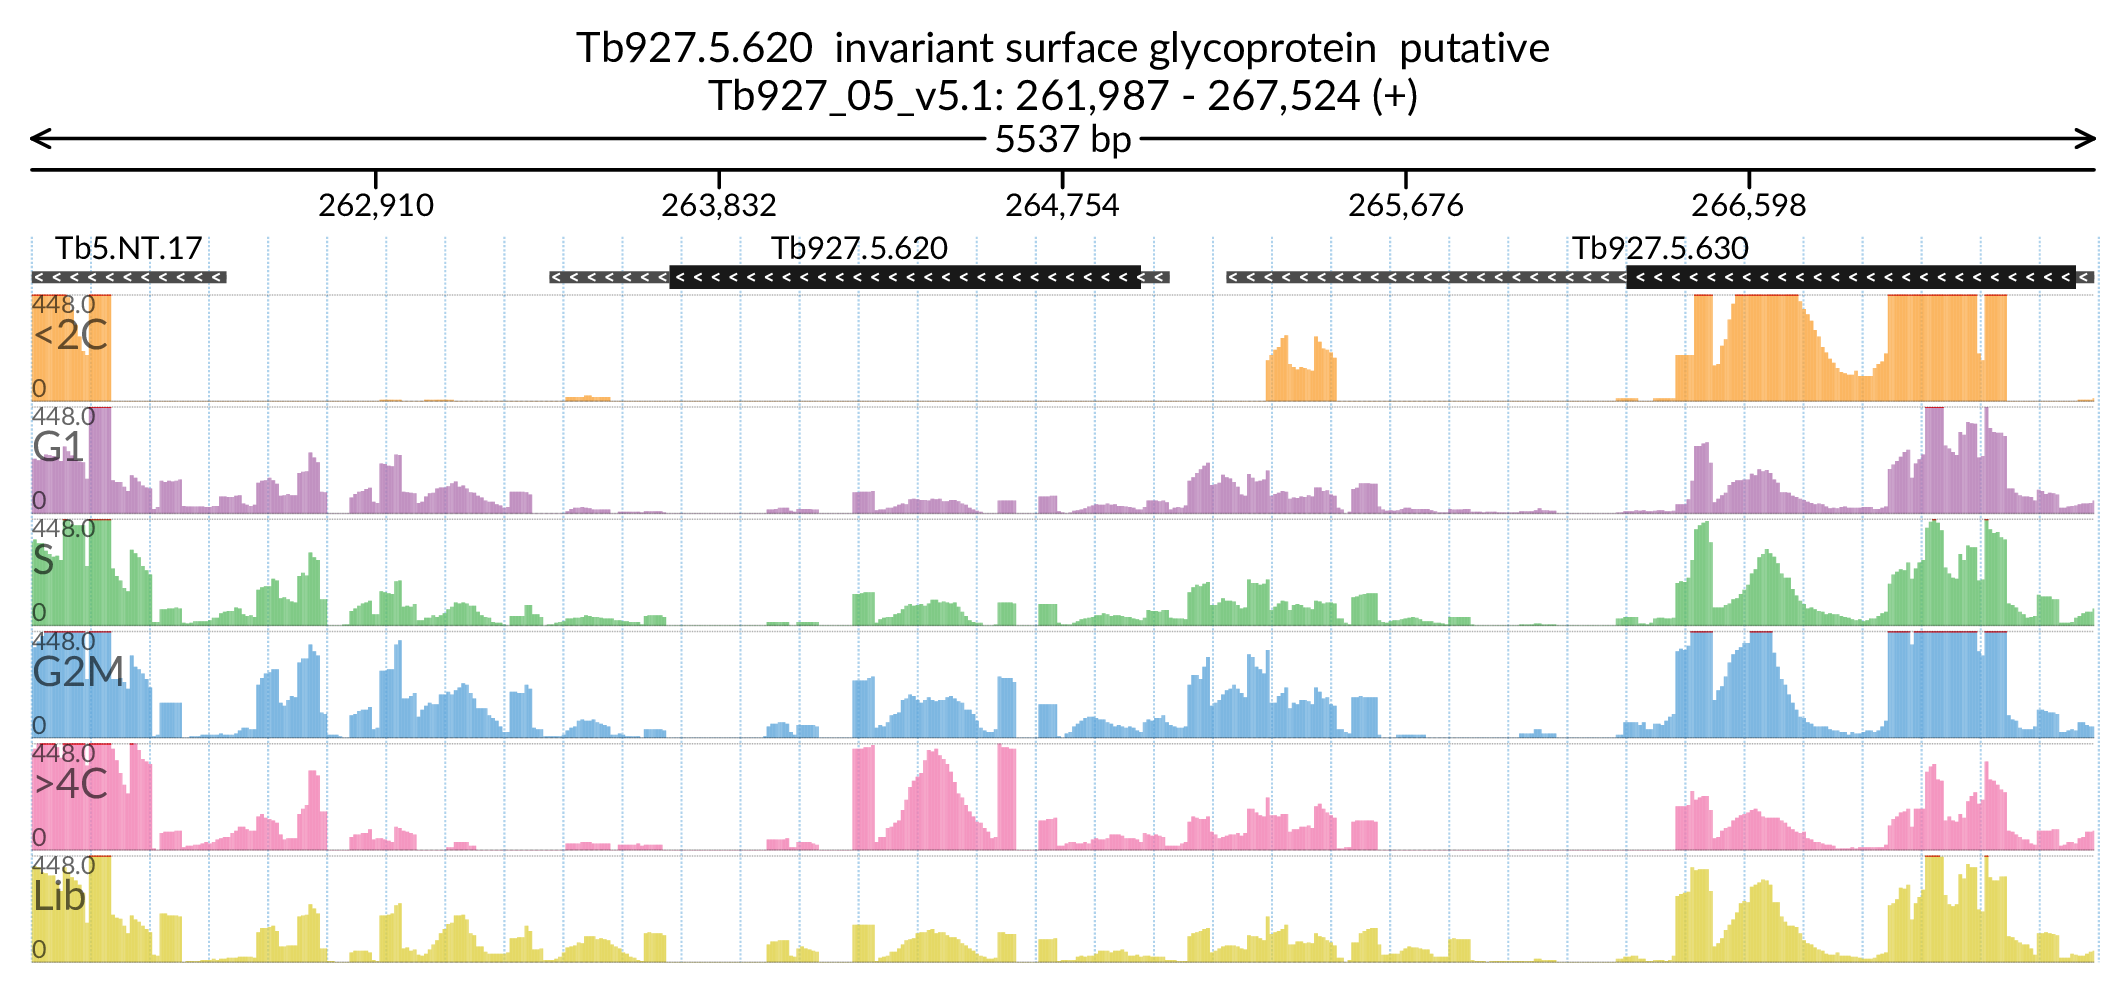 Tb927.5.620 invariant surface glycoprotein putative
Tb927_05_v5.1: 261,987 - 267,524 (+)
5537 bp
262,910 263,832 264,754 265,676 266,598
Tb5.NT.17 Tb927.5.620 Tb927.5.630
448.0
<2C
0
448.0
G1
0
448.0
S
0
448.0
G2M
0
448.0
>4C
0
448.0
Lib
0